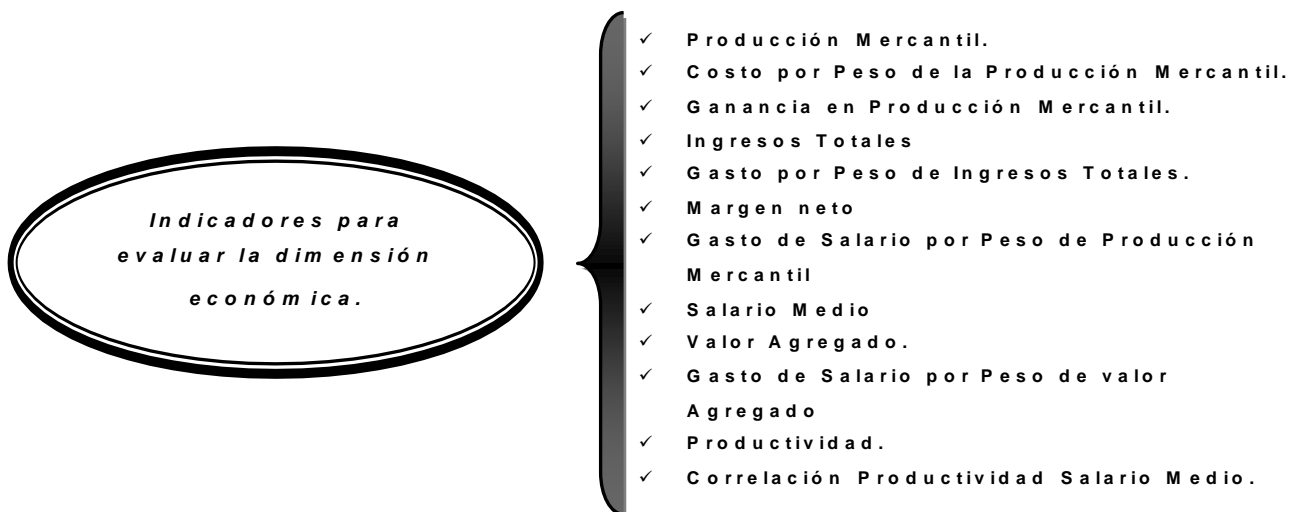 Indicadores para
evaluar la dimensión
económica.
✓ Producción Mercantil.
✓ Costo por Peso de la Producción Mercantil.
✓ Ganancia en Producción Mercantil.
✓ Ingresos Totales
✓ Gasto por Peso de Ingresos Totales.
✓ Margen neto
✓ Gasto de Salario por Peso de Producción
Mercantil
✓ Salario Medio
✓ Valor Agregado.
✓ Gasto de Salario por Peso de valor
Agregado
✓ Productividad.
✓ Correlación Productividad Salario Medio.